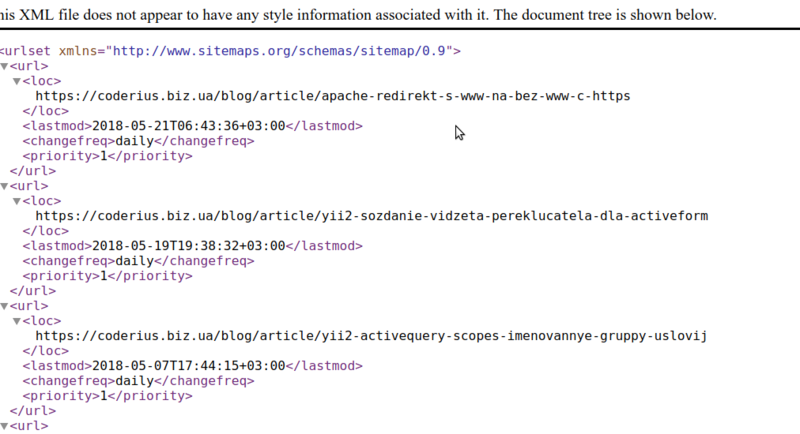 his XML file does not appear to have any style information associated with it. The document tree is shown below.
<urlset xmlns="http://www.sitemaps.org/schemas/sitemap/0.9">
▼<url>
▼<loc>
https://coderius.biz.ua/blog/article/apache-redirekt-s-www-na-bez-www-c-https
</loc>
<lastmod>2018-05-21T06:43:36+03:00</lastmod>
<changefreq>daily</changefreq>
<priority>1</priority>
</url>
▼<url>
▼<loc>
https://coderius.biz.ua/blog/article/yii2-sozdanie-vidzeta-pereklucatela-dla-activeform
</loc>
<lastmod>2018-05-19T19:38:32+03:00</lastmod>
<changefreq>daily</changefreq>
<priority>1</priority>
</url>
▼<url>
▼<loc>
https://coderius.biz.ua/blog/article/yii2-activequery-scopes-imenovannye-gruppy-uslovij
</loc>
<lastmod>2018-05-07T17:44:15+03:00</lastmod>
<changefreq>daily</changefreq>
<priority>1</priority>
</url>
▼<url>